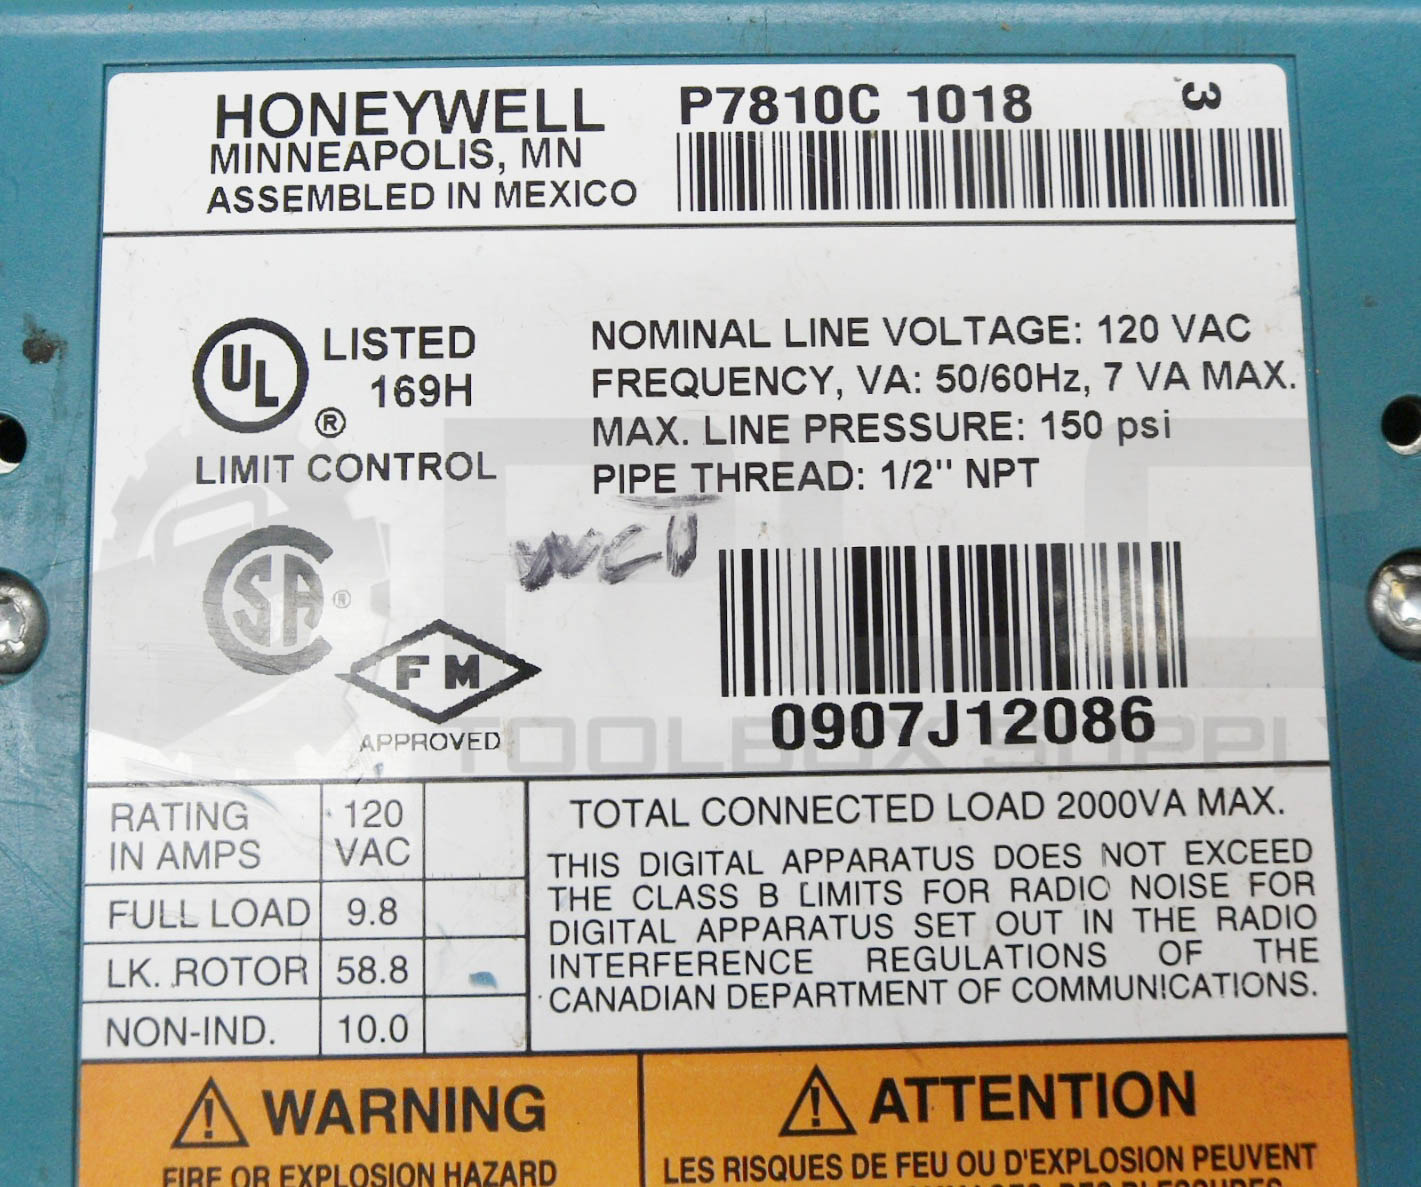 HONEYWELL
MINNEAPOLIS, MN
ASSEMBLED IN MEXICO
P7810C 1018
3
UL
®
LISTED
169H
LIMIT CONTROL
NOMINAL LINE VOLTAGE: 120 VAC
FREQUENCY, VA: 50/60Hz, 7 VA MAX.
MAX. LINE PRESSURE: 150 psi
PIPE THREAD: 1/2" NPT
WCT
CSA ®
FM
APPROVED
0907J12086
PLC
TOOLBOX SUPPLY
RATING IN AMPS 120 VAC
FULL LOAD 9.8
LK. ROTOR 58.8
NON-IND. 10.0
TOTAL CONNECTED LOAD 2000VA MAX.
THIS DIGITAL APPARATUS DOES NOT EXCEED
THE CLASS B LIMITS FOR RADIO NOISE FOR
DIGITAL APPARATUS SET OUT IN THE RADIO
INTERFERENCE REGULATIONS OF THE
CANADIAN DEPARTMENT OF COMMUNICATIONS.
WARNING
FIRE OR EXPLOSION HAZARD
ATTENTION
LES RISQUES DE FEU OU D'EXPLOSION PEUVENT